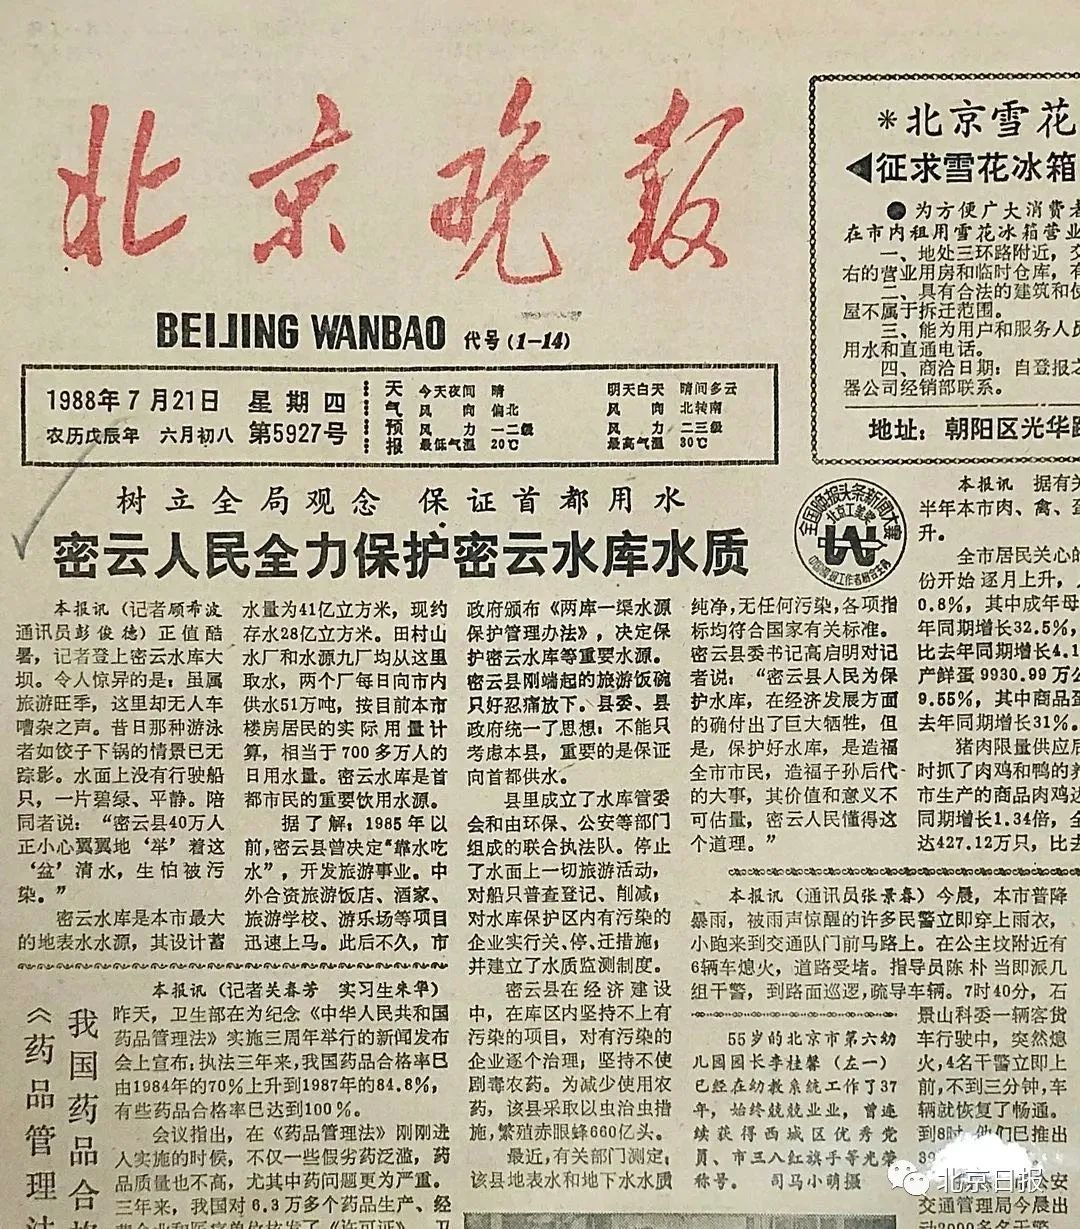 北京晚报
BEIJING WANBAO 代号(1-14)
1988年7月21日 星期四
农历戊辰年 六月初八 第5927号
天气预报
今天夜间 晴
风向 偏北
风力 一二级
最低气温 20℃
明天白天 晴间多云
风向 北转南
风力 二三级
最高气温 30℃
*北京雪花
◀征求雪花冰箱
●为方便广大消费者
在市内租用雪花冰箱营业
一、地处三环路附近，交
右的营业用房和临时仓库，有
二、具有合法的建筑和使
屋不属于拆迁范围。
三、能为用户和服务人员
用水和直通电话。
四、商洽日期：自登报之
器公司经销部联系。
地址：朝阳区光华路
树立全局观念 保证首都用水
密云人民全力保护密云水库水质
全国晚报头条新闻大赛
北京工美奖
本报讯（记者顾希波
通讯员彭俊德）正值酷
暑，记者登上密云水库大
坝。令人惊异的是：虽属
旅游旺季，这里却无人车
嘈杂之声。昔日那种游泳
者如饺子下锅的情景已无
踪影。水面上没有行驶船
只，一片碧绿、平静。陪
同者说：“密云县40万人
正小心翼翼地‘举’着这
‘盆’清水，生怕被污
染。”
密云水库是本市最大
的地表水水源，其设计蓄
水量为41亿立方米，现约
存水28亿立方米。田村山
水厂和水源九厂均从这里
取水，两个厂每日向市内
供水51万吨，按目前本市
楼房居民的实际用量计
算，相当于700多万人的
日用水量。密云水库是首
都市民的重要饮用水源。
据了解：1985年以
前，密云县曾决定“靠水吃
水”，开发旅游事业。中
外合资旅游饭店、酒家、
旅游学校、游乐场等项目
迅速上马。此后不久，市
政府颁布《两库一渠水源
保护管理办法》，决定保
护密云水库等重要水源。
密云县刚端起的旅游饭碗
只好忍痛放下。县委、县
政府统一了思想：不能只
考虑本县，重要的是保证
向首都供水。
县里成立了水库管委
会和由环保、公安等部门
组成的联合执法队。停止
了水面上一切旅游活动，
对船只普查登记、削减；
对水库保护区内有污染的
企业实行关、停、迁措施，
并建立了水质监测制度。
密云县在经济建设
中，在库区内坚持不上有
污染的项目，对有污染的
企业逐个治理，坚持不使
剧毒农药。为减少使用农
药，该县采取以虫治虫措
施，繁殖赤眼蜂660亿头。
最近，有关部门测定：
该县地表水和地下水水质
纯净，无任何污染，各项指
标均符合国家有关标准。
密云县委书记高启明对记
者说：“密云县人民为保
护水库，在经济发展方面
的确付出了巨大牺牲，但
是，保护好水库，是造福
全市市民，造福子孙后代
的大事，其价值和意义不
可估量，密云人民懂得这
个道理。”
本报讯 据有关
半年本市肉、禽、蛋
升。
全市居民关心的
份开始逐月上升，
0.8%，其中成年母
年同期增长32.5%，
比去年同期增长4.1
产鲜蛋9930.99万公
9.55%，其中商品蛋
去年同期增长31%。
猪肉限量供应后
时抓了肉鸡和鸭的养
市生产的商品肉鸡达
同期增长1.34倍，全
达427.12万只，比去
本报讯（通讯员张景春）今晨，本市普降
暴雨，被雨声惊醒的许多民警立即穿上雨衣，
小跑来到交通队门前马路上。在公主坟附近有
6辆车熄火，道路受堵。指导员陈朴当即派几
组干警，到路面巡逻，疏导车辆。7时40分，石
景山科委一辆客货
车行驶中，突然熄
火，4名干警立即上
前，不到三分钟，车
辆就恢复了畅通。
到8时，他们已推出
交通管理局今晨出
55岁的北京市第六幼
儿园园长李桂馨（左一）
已经在幼教系统工作了37
年，始终兢兢业业，曾连
续获得西城区优秀党
员、市三八红旗手等光荣
称号。 司马小萌摄
《药品管理法
我国药品合格
本报讯（记者关春芳 实习生朱华）
昨天，卫生部在为纪念《中华人民共和国
药品管理法》实施三周年举行的新闻发布
会上宣布：执法三年来，我国药品合格率已
由1984年的70%上升到1987年的84.8%，
有些药品合格率已达到100%。
会议指出，在《药品管理法》刚刚进
入实施的时候，不仅一些假劣药泛滥，药
品质量也不高，尤其中药问题更为严重。
三年来，我国对6.3万多个药品生产、经
北京日报